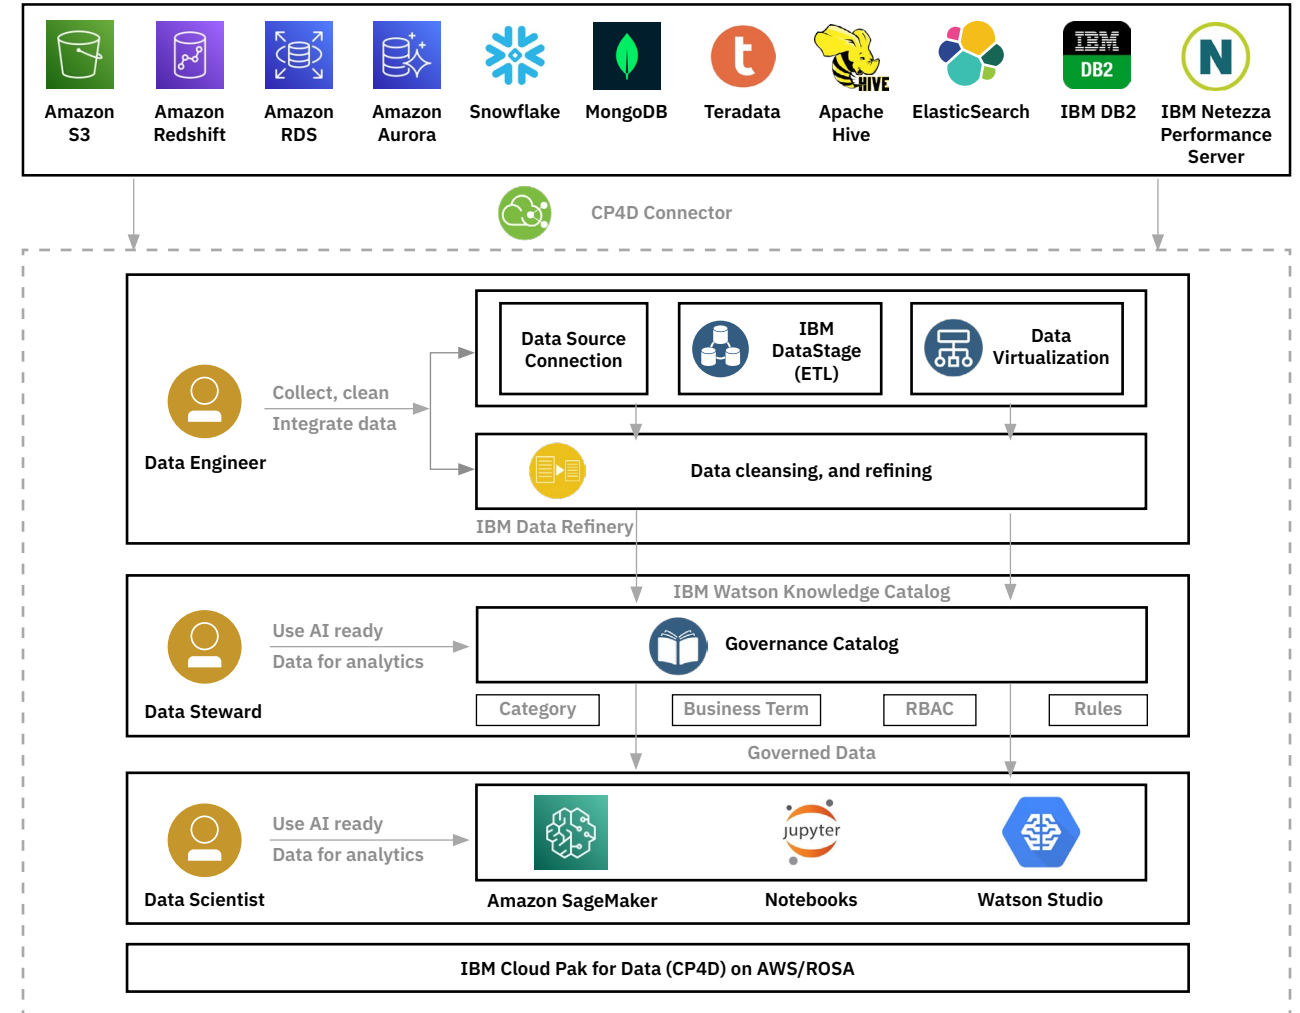 IBM
DB2
t
HIVE
N
Amazon
S3
Amazon
Redshift
Amazon
RDS
Amazon
Aurora
Snowflake
MongoDB
Teradata
Apache
Hive
ElasticSearch
IBM DB2
IBM Netezza
Performance
Server
CP4D Connector
Data Source
Connection
IBM
DataStage
(ETL)
Data
Virtualization
Collect, clean
Integrate data
Data Engineer
Data cleansing, and refining
IBM Data Refinery
IBM Watson Knowledge Catalog
Use AI ready
Data for analytics
Governance Catalog
Data Steward
Category
Business Term
RBAC
Rules
Governed Data
Use AI ready
Data for analytics
jupyter
Data Scientist
Amazon SageMaker
Notebooks
Watson Studio
IBM Cloud Pak for Data (CP4D) on AWS/ROSA